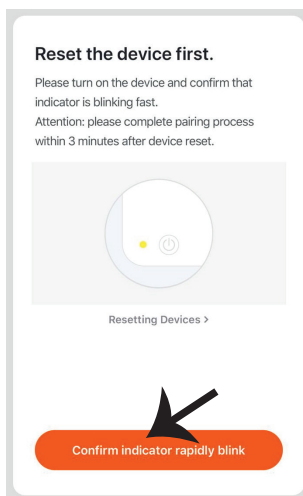 Reset the device first.
Please turn on the device and confirm that
indicator is blinking fast.
Attention: please complete pairing process
within 3 minutes after device reset.
Resetting Devices >
Confirm indicator rapidly blink